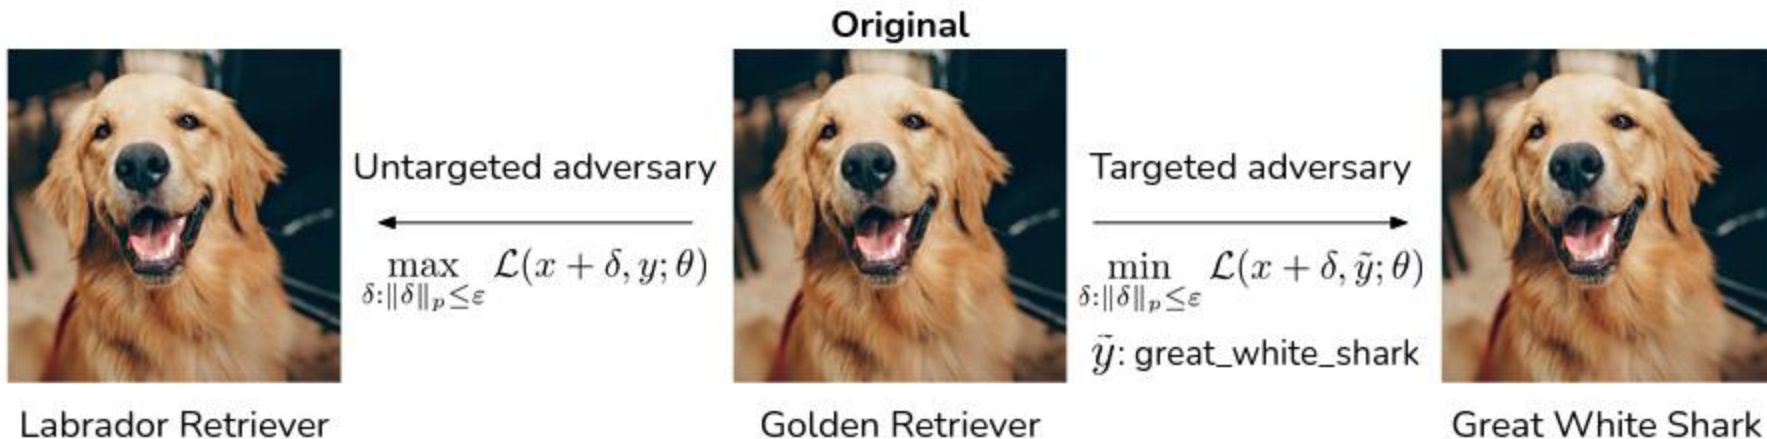 Original
Untargeted adversary
max L(x + δ, y; θ)
δ:‖δ‖p≤ε
Targeted adversary
min L(x + δ, ỹ; θ)
δ:‖δ‖p≤ε
ỹ: great_white_shark
Labrador Retriever
Golden Retriever
Great White Shark